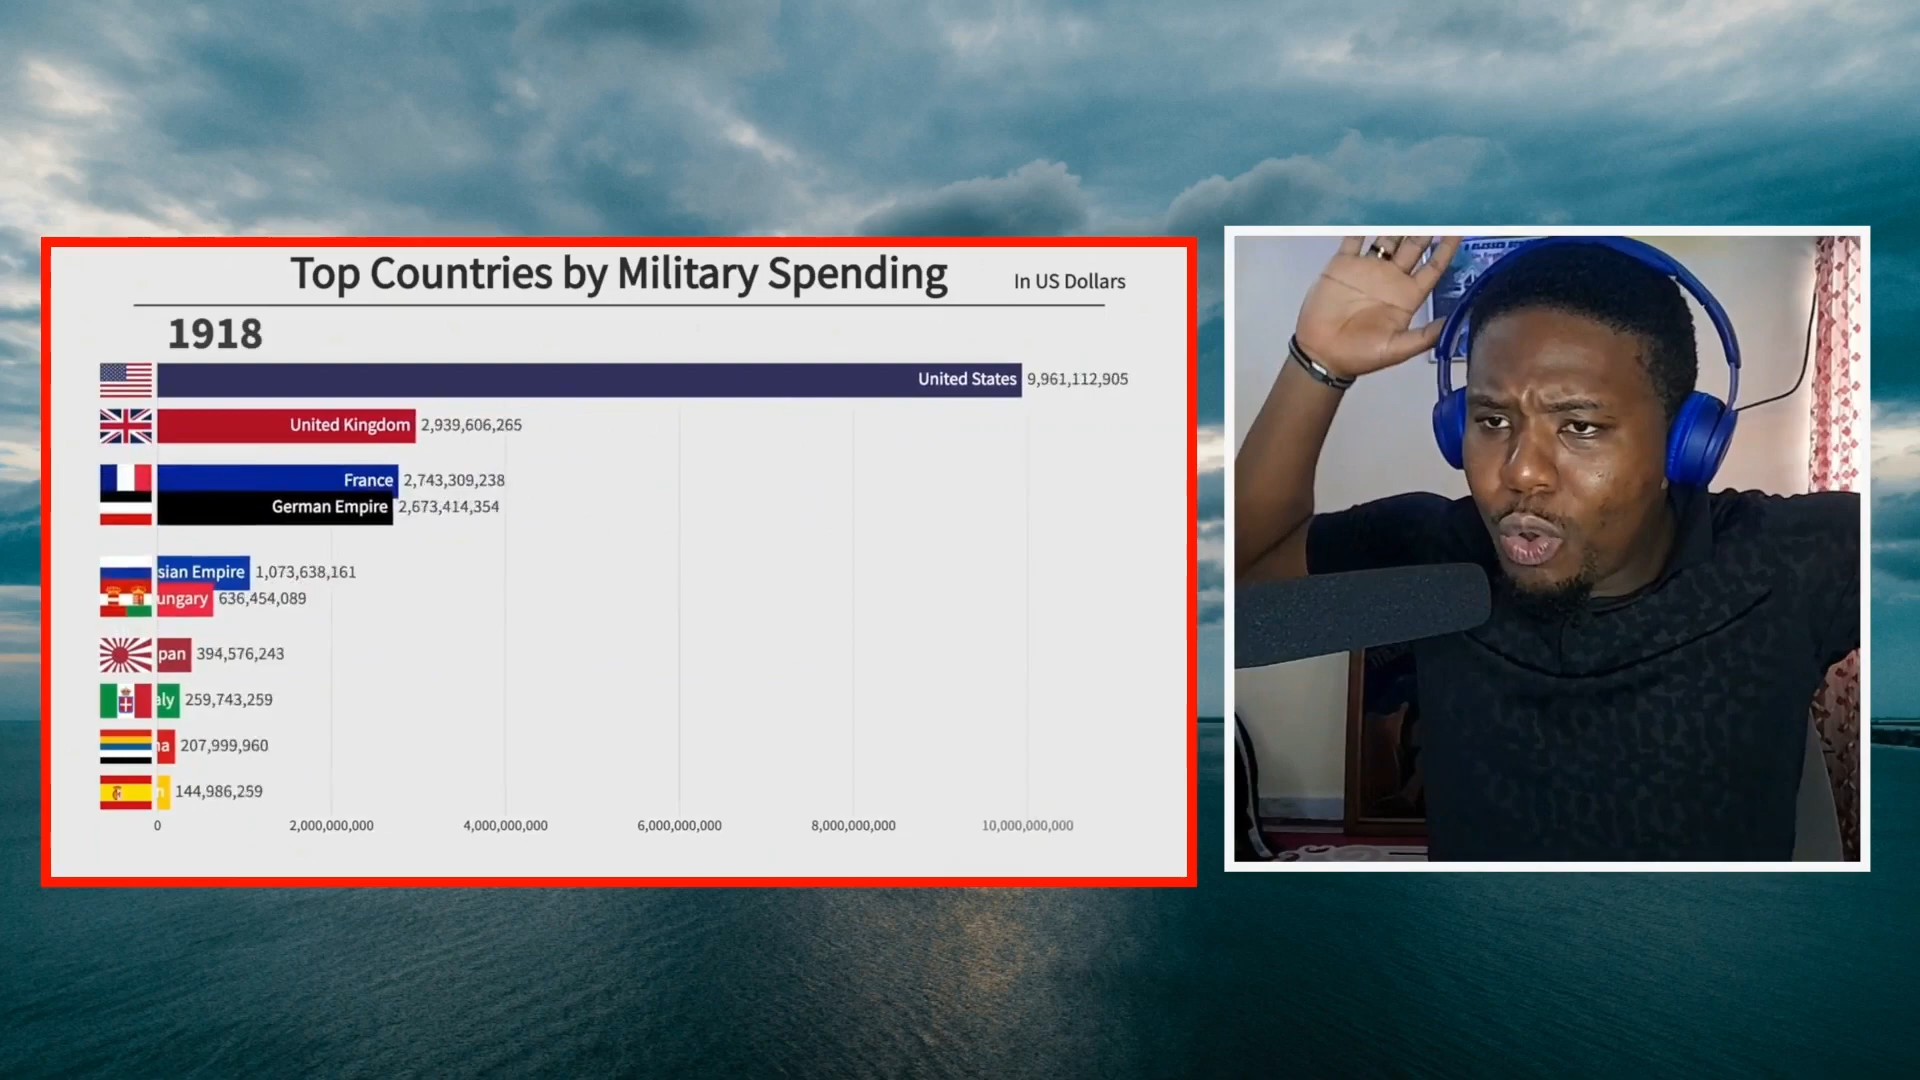 Top Countries by Military Spending
In US Dollars
1918
United States 9,961,112,905
United Kingdom 2,939,606,265
France 2,743,309,238
German Empire 2,673,414,354
sian Empire 1,073,638,161
ungary 636,454,089
pan 394,576,243
aly 259,743,259
na 207,999,960
n 144,986,259
0 2,000,000,000 4,000,000,000 6,000,000,000 8,000,000,000 10,000,000,000